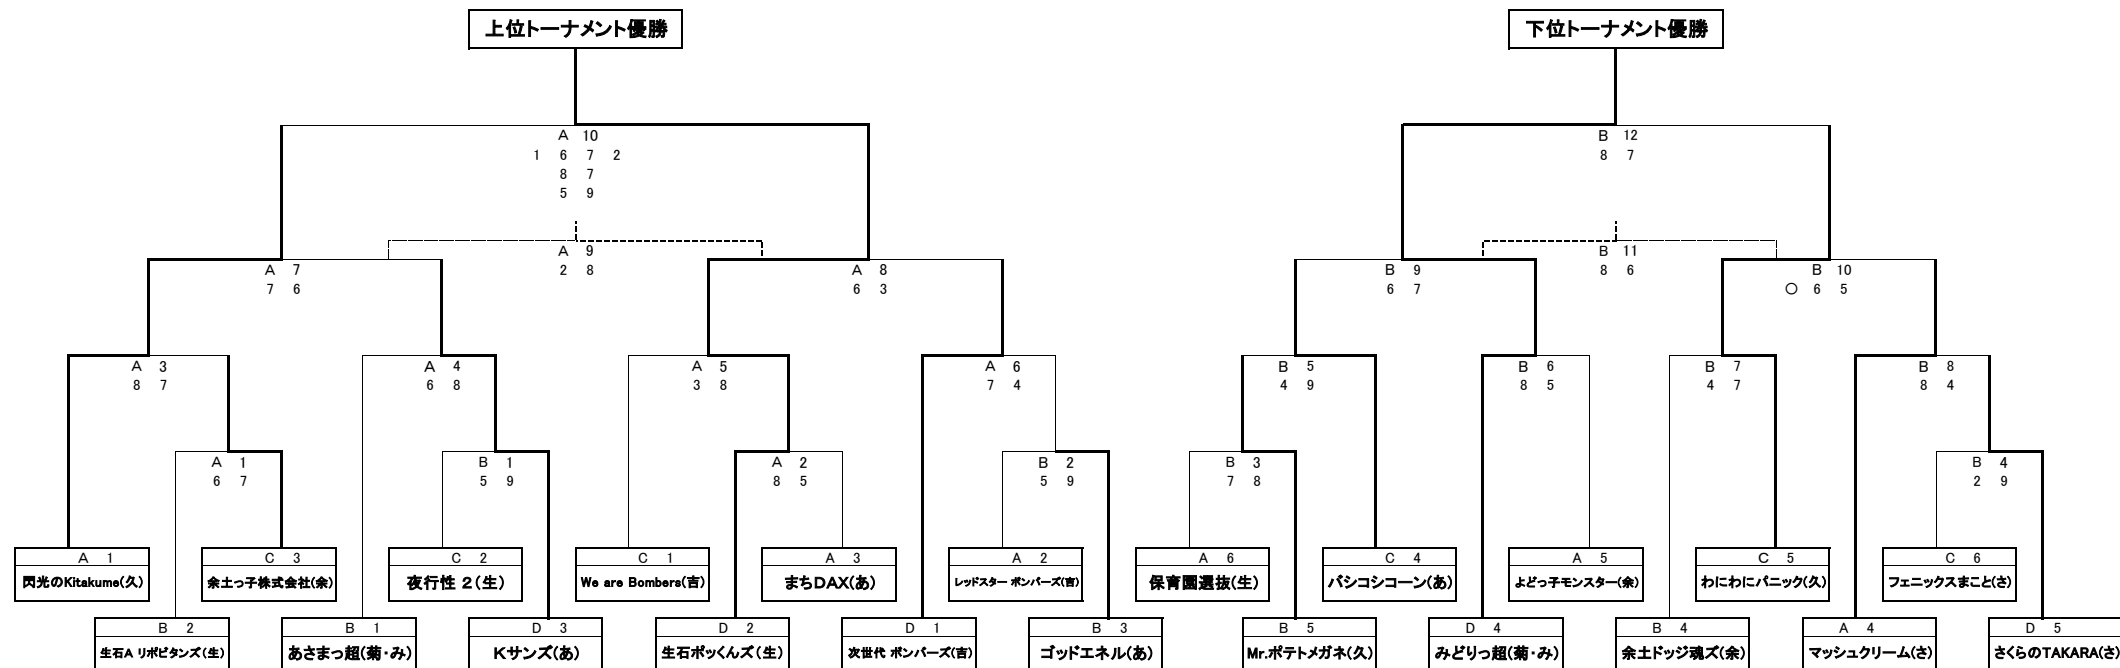 上位トーナメント優勝 下位トーナメント優勝
A 10 B 12
1 6 7 2 8 7
8 7
5 9
A 9 B 11
2 8 8 6
A 7 A 8 B 9 B 10
7 6 6 3 6 7 ○ 6 5
A 3 A 4 A 5 A 6 B 5 B 6 B 7 B 8
8 7 6 8 3 8 7 4 4 9 8 5 4 7 8 4
A 1 B 1 A 2 B 2 B 3 B 4
6 7 5 9 8 5 5 9 7 8 2 9
A 1 C 3 C 2 C 1 A 3 A 2 A 6 C 4 A 5 C 5 C 6
閃光のKitakume(久) 余土っ子株式会社(余) 夜行性 2(生) We are Bombers(吉) まちDAX(あ) レッドスター ボンバーズ(吉) 保育園選抜(生) バシコシコーン(あ) よどっ子モンスター(余) わにわにパニック(久) フェニックスまこと(さ)
B 2 B 1 D 3 D 2 D 1 B 3 B 5 D 4 B 4 A 4 D 5
生石A リポビタンズ(生) あさまっ超(菊・み) Kサンズ(あ) 生石ポッくんズ(生) 次世代 ボンバーズ(吉) ゴッドエネル(あ) Mr.ポテトメガネ(久) みどりっ超(菊・み) 余土ドッジ魂ズ(余) マッシュクリーム(さ) さくらのTAKARA(さ)